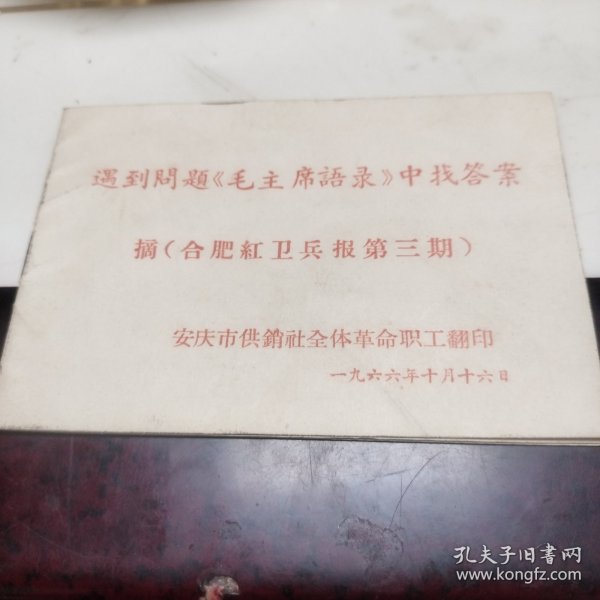 遇到問題《毛主席語录》中找答案
摘(合肥紅卫兵报第三期)
安庆市供銷社全体革命职工翻印
一九六六年十月十六日
孔夫子旧书网
www.kongfz.com